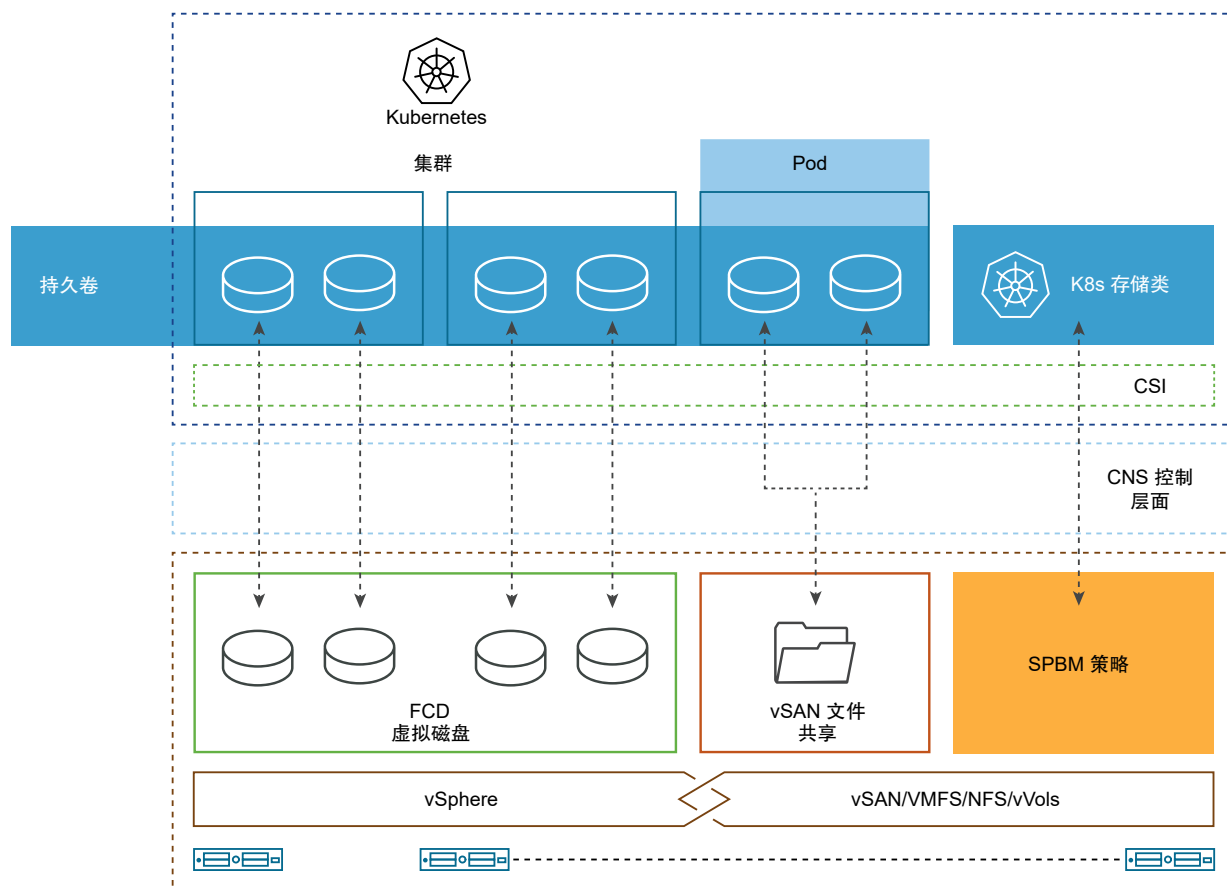 Kubernetes
集群
Pod
持久卷
K8s 存储类
CSI
CNS 控制
层面
FCD
虚拟磁盘
vSAN 文件
共享
SPBM 策略
vSphere
vSAN/VMFS/NFS/vVols